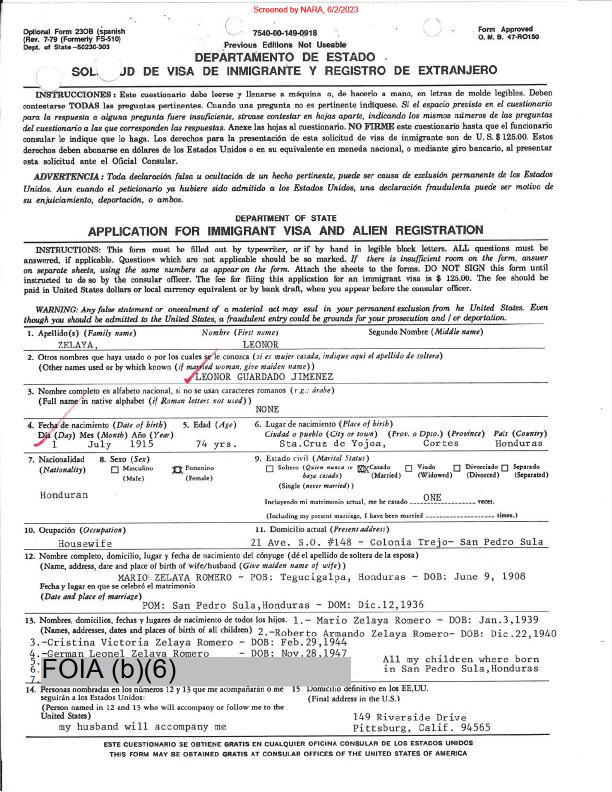 Screened by NARA, 6/2/2023
Optional Form 230B (spanish
(Rev. 7-79 (Formerly FS-510)
Dept. of State -50230-303
7540-00-149-0918
Previous Editions Not Useable
Form Approved
O. M. B. 47-RO150
DEPARTAMENTO DE ESTADO
SOL UD DE VISA DE INMIGRANTE Y REGISTRO DE EXTRANJERO
INSTRUCCIONES: Este cuestionario debe leerse y llenarse a máquina o, de hacerlo a mano, en letras de molde legibles. Deben
contestarse TODAS las preguntas pertinentes. Cuando una pregunta no es pertinente indíquese. Si el espacio previsto en el cuestionario
para la respuesta a alguna pregunta fuere insuficiente, sírvase contestar en hojas aparte, indicando los mismos números de las preguntas
del cuestionario a las que corresponden las respuestas. Anexe las hojas al cuestionario. NO FIRME este cuestionario hasta que el funcionario
consular le indique que lo haga. Los derechos para la presentación de esta solicitud de visa de inmigrante son de U. S. $ 125.00. Estos
derechos deben abonarse en dólares de los Estados Unidos o su equivalente en moneda nacional, o mediante giro bancario, al presentar
esta solicitud ante el Oficial Consular.
ADVERTENCIA: Toda declaración falsa u ocultación de un hecho pertinente, puede ser causa de exclusión permanente de los Estados
Unidos. Aun cuando el peticionario ya hubiere sido admitido a los Estados Unidos, una declaración fraudulenta puede ser motivo de
su enjuiciamiento, deportación, o ambos.
DEPARTMENT OF STATE
APPLICATION FOR IMMIGRANT VISA AND ALIEN REGISTRATION
INSTRUCTIONS: This form must be filled out by typewriter, or if by hand in legible block letters. ALL questions must be
answered, if applicable. Questions which are not applicable should be so marked. If there is insufficient room on the form, answer
on separate sheets, using the same numbers as appear on the form. Attach the sheets to the forms. DO NOT SIGN this form until
instructed to do so by the consular officer. The fee for filing this application for an immigrant visa is $ 125.00. The fee should be
paid in United States dollars or local currency equivalent or by bank draft, when you appear before the consular officer.
WARNING: Any false statement or oncealment of a material act may esul in your permanent exclusion from he United States. Even
though you should be admitted to the United States, a fraudulent entry could be grounds for your prosecution and / or deportation.
1. Apellido(s) (Family name) Nombre (First name) Segundo Nombre (Middle name)
ZELAYA, LEONOR
2. Otros nombres que haya usado o por los cuales se le conozca (si es mujer casada, indique aquí el apellido de soltera)
(Other names used or by which known (if married woman, give maiden name))
LEONOR GUARDADO JIMENEZ
3. Nombre completo en alfabeto nacional, si no se usan caracteres romanos (r.g.: árabe)
(Full name in native alphabet (if Roman letters not used))
NONE
4. Fecha de nacimiento (Date of birth) 5. Edad (Age) 6. Lugar de nacimiento (Place of birth)
Día (Day) Mes (Month) Año (Year) Ciudad o pueblo (City or town) (Prov. o Dpto.) (Province) País (Country)
1 July 1915 74 yrs. Sta.Cruz de Yojoa, Cortes Honduras
7. Nacionalidad 8. Sexo (Sex) 9. Estado civil (Marital Status)
(Nationality) Masculino (Male) Femenino (Female) Soltero (Quien nunca se haya casado) (Single (never married)) Casado (Married) Viudo (Widowed) Divorciado (Divorced) Separado (Separated)
Honduran
Incluyendo mi matrimonio actual, me he casado ONE veces.
(Including my present marriage, I have been married times.)
10. Ocupación (Occupation) 11. Domicilio actual (Present address)
Housewife 21 Ave. S.O. #148 - Colonia Trejo- San Pedro Sula
12. Nombre completo, domicilio, lugar y fecha de nacimiento del cónyuge (dé el apellido de soltera de la esposa)
(Name, address, date and place of birth of wife/husband (Give maiden name of wife))
MARIO ZELAYA ROMERO - POB: Tegucigalpa, Honduras - DOB: June 9, 1908
Fecha y lugar en que se celebró el matrimonio
(Date and place of marriage)
POM: San Pedro Sula,Honduras - DOM: Dic.12,1936
13. Nombres, domicilios, fechas y lugares de nacimiento de todos los hijos. 1.- Mario Zelaya Romero - DOB: Jan.3,1939
(Names, addresses, dates and places of birth of all children) 2.-Roberto Armando Zelaya Romero- DOB: Dic.22,1940
3.-Cristina Victoria Zelaya Romero - DOB: Feb.29,1944
4.-German Leonel Zelaya Romero - DOB: Nov.28.1947
5.
6. FOIA (b)(6)
7.
All my children where born
in San Pedro Sula,Honduras
14. Personas nombradas en los números 12 y 13 que me acompañarán o me
seguirán a los Estados Unidos:
(Person named in 12 and 13 who will accompany or follow me to the
United States)
my husband will accompany me
15 Domicilio definitivo en los EE,UU.
(Final address in the U.S.)
149 Riverside Drive
Pittsburg, Calif. 94565
ESTE CUESTIONARIO SE OBTIENE GRATIS EN CUALQUIER OFICINA CONSULAR DE LOS ESTADOS UNIDOS
THIS FORM MAY BE OBTAINED GRATIS AT CONSULAR OFFICES OF THE UNITED STATES OF AMERICA